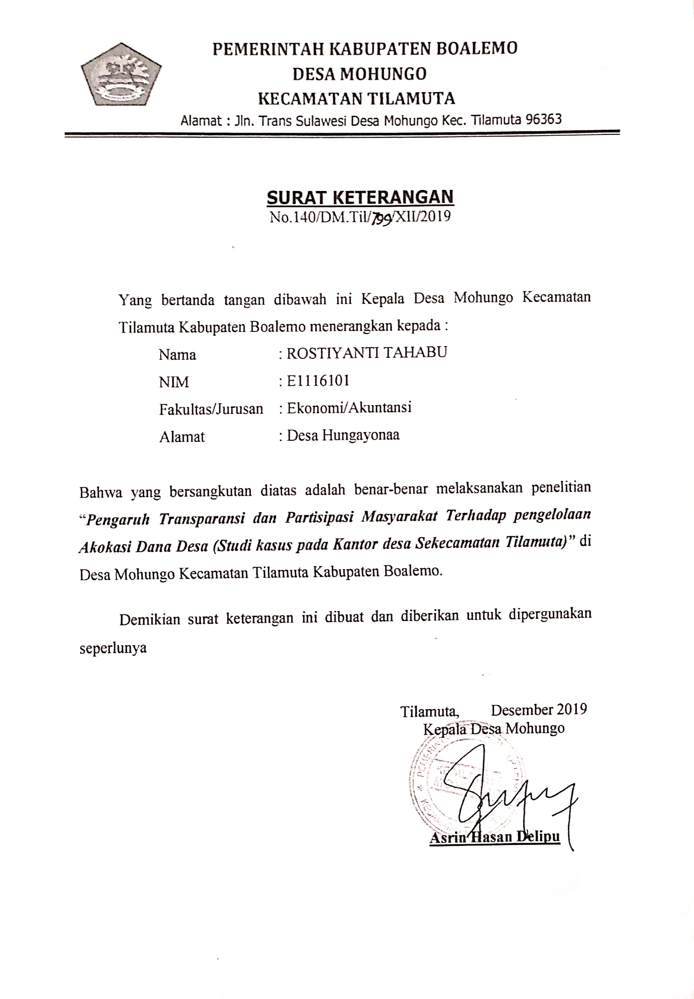 PEMERINTAH KABUPATEN BOALEMO
DESA MOHUNGO
KECAMATAN TILAMUTA
Alamat : Jln. Trans Sulawesi Desa Mohungo Kec. Tilamuta 96363
SURAT KETERANGAN
No.140/DM.Til/799/XII/2019
Yang bertanda tangan dibawah ini Kepala Desa Mohungo Kecamatan
Tilamuta Kabupaten Boalemo menerangkan kepada :
Nama : ROSTIYANTI TAHABU
NIM : E1116101
Fakultas/Jurusan : Ekonomi/Akuntansi
Alamat : Desa Hungayonaa
Bahwa yang bersangkutan diatas adalah benar-benar melaksanakan penelitian
“Pengaruh Transparansi dan Partisipasi Masyarakat Terhadap pengelolaan
Akokasi Dana Desa (Studi kasus pada Kantor desa Sekecamatan Tilamuta)” di
Desa Mohungo Kecamatan Tilamuta Kabupaten Boalemo.
Demikian surat keterangan ini dibuat dan diberikan untuk dipergunakan
seperlunya
Tilamuta, Desember 2019
Kepala Desa Mohungo
Asrin Hasan Delipu